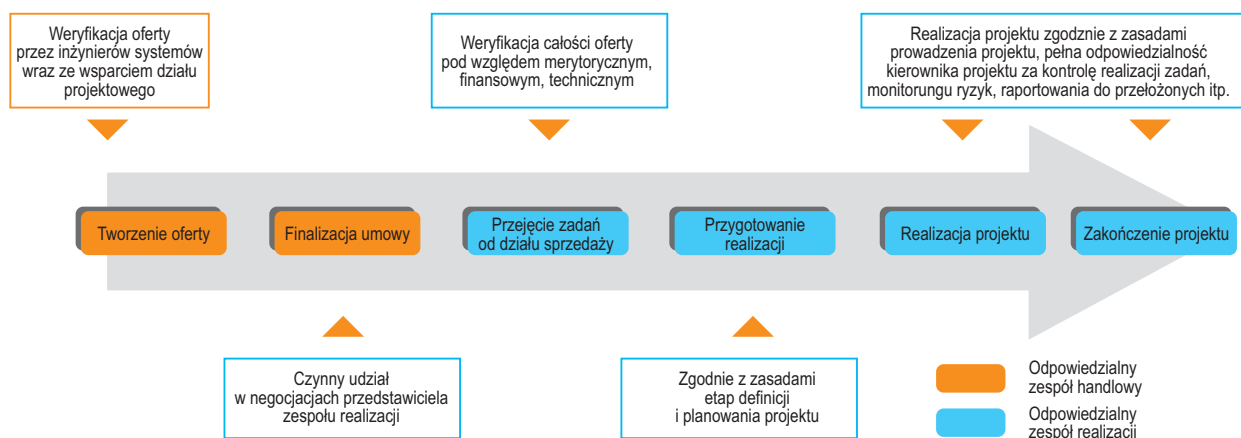 Weryfikacja oferty
przez inżynierów systemów
wraz ze wsparciem działu
projektowego
Weryfikacja całości oferty
pod względem merytorycznym,
finansowym, technicznym
Realizacja projektu zgodznie z zasadami
prowadzenia projektu, pełna odpowiedzialność
kierownika projektu za kontrolę realizacji zadań,
monitorungu ryzyk, raportowania do przełożonych itp.
Tworzenie oferty
Finalizacja umowy
Przejęcie zadań
od działu sprzedaży
Przygotowanie
realizacji
Realizacja projektu
Zakończenie projektu
Czynny udział
w negocjacjach przedstawiciela
zespołu realizacji
Zgodnie z zasadami
etap definicji
i planowania projektu
Odpowiedzialny
zespół handlowy
Odpowiedzialny
zespół realizacji